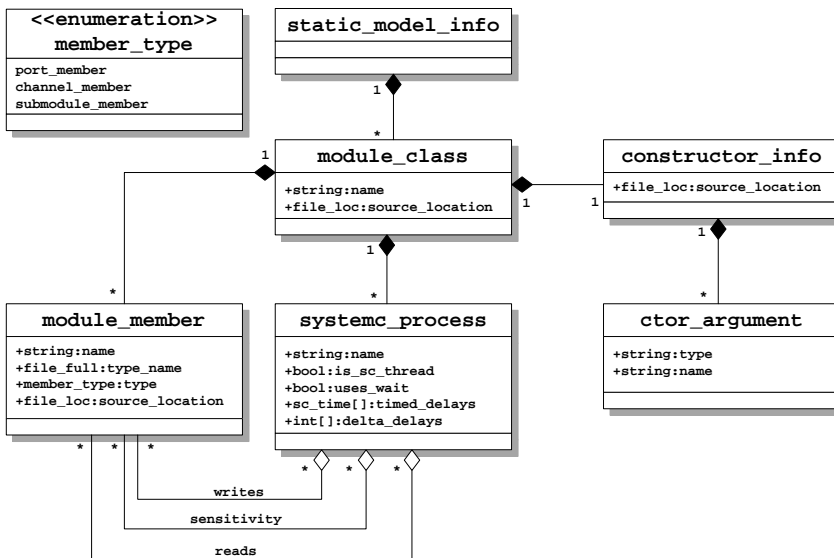 <<enumeration>>
member_type
port_member
channel_member
submodule_member
static_model_info
1
*
1
module_class
+string:name
+file_loc:source_location
1
1
constructor_info
+file_loc:source_location
1
*
1
*
1
*
module_member
+string:name
+file_full:type_name
+member_type:type
+file_loc:source_location
systemc_process
+string:name
+bool:is_sc_thread
+bool:uses_wait
+sc_time[]:timed_delays
+int[]:delta_delays
ctor_argument
+string:type
+string:name
* * *
* * *
writes
sensitivity
reads